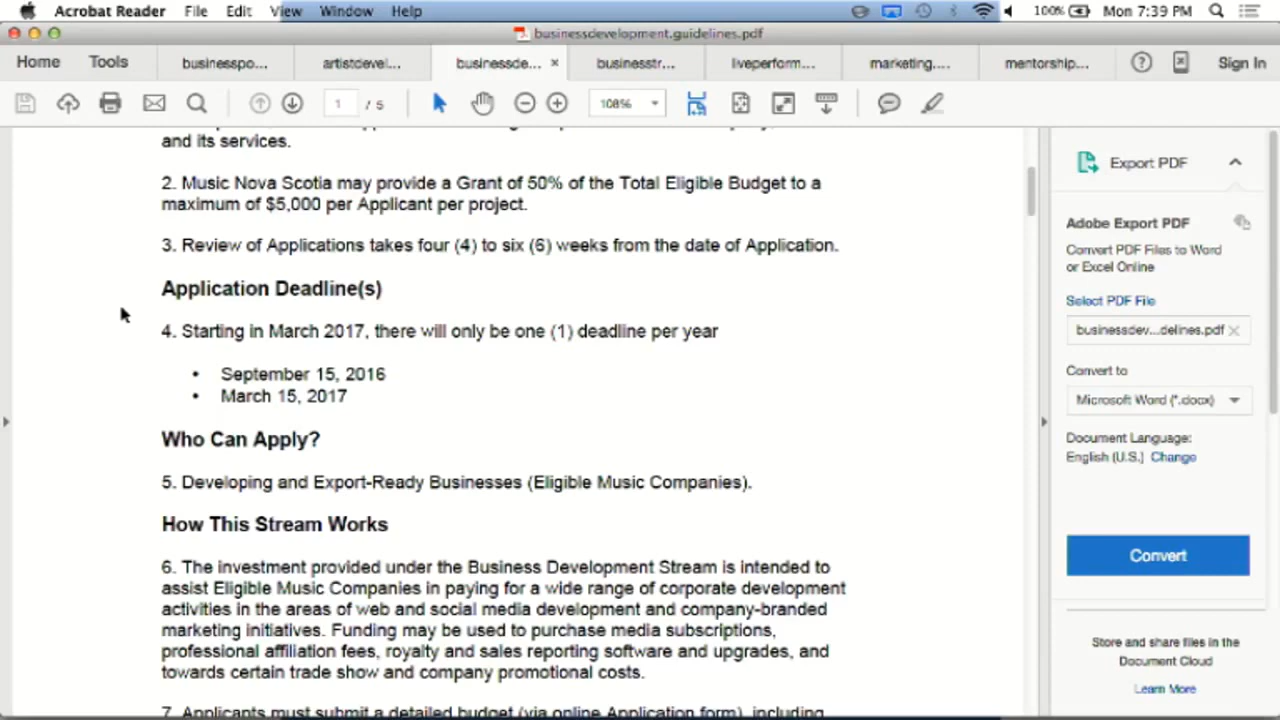 Acrobat Reader File Edit View Window Help 100% Mon 7:39 PM
businessdevelopment.guidelines.pdf
Home Tools businesspo... artistdevel.... businessde... × businesstr... liveperform... marketing.... mentorship.... Sign In
1 / 5 108%
and its services.
2. Music Nova Scotia may provide a Grant of 50% of the Total Eligible Budget to a
maximum of $5,000 per Applicant per project.
3. Review of Applications takes four (4) to six (6) weeks from the date of Application.
Application Deadline(s)
4. Starting in March 2017, there will only be one (1) deadline per year
• September 15, 2016
• March 15, 2017
Who Can Apply?
5. Developing and Export-Ready Businesses (Eligible Music Companies).
How This Stream Works
6. The investment provided under the Business Development Stream is intended to
assist Eligible Music Companies in paying for a wide range of corporate development
activities in the areas of web and social media development and company-branded
marketing initiatives. Funding may be used to purchase media subscriptions,
professional affiliation fees, royalty and sales reporting software and upgrades, and
towards certain trade show and company promotional costs.
7. Applicants must submit a detailed budget (via online Application form), including
Export PDF
Adobe Export PDF
Convert PDF Files to Word
or Excel Online
Select PDF File
businessdev...delines.pdf ×
Convert to
Microsoft Word (*.docx)
Document Language:
English (U.S.) Change
Convert
Store and share files in the
Document Cloud
Learn More